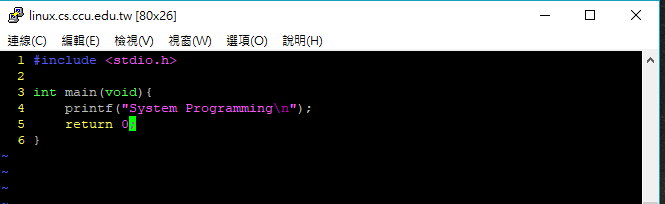 linux.cs.ccu.edu.tw [80x26]
連線(C) 編輯(E) 檢視(V) 視窗(W) 選項(O) 說明(H)
1 #include <stdio.h>
2
3 int main(void){
4     printf("System Programming\n");
5     return 0;
6 }
~
~
~
~